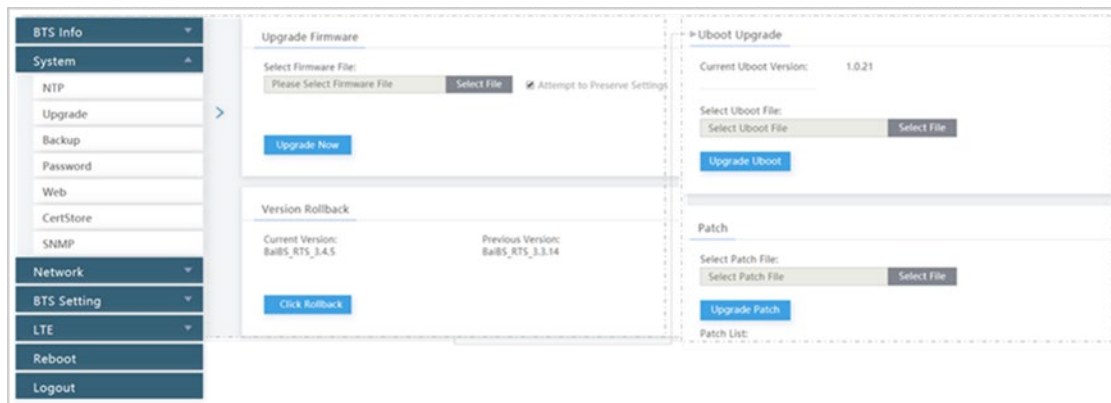 BTS Info
System
NTP
Upgrade
Backup
Password
Web
CertStore
SNMP
Network
BTS Setting
LTE
Reboot
Logout
Upgrade Firmware
Select Firmware File:
Please Select Firmware File Select File Attempt to Preserve Settings
Upgrade Now
Version Rollback
Current Version: Previous Version:
BaiBS_RTS_3.4.5 BaiBS_RTS_3.3.14
Click Rollback
Uboot Upgrade
Current Uboot Version: 1.0.21
Select Uboot File:
Select Uboot File Select File
Upgrade Uboot
Patch
Select Patch File:
Select Patch File Select File
Upgrade Patch
Patch List: